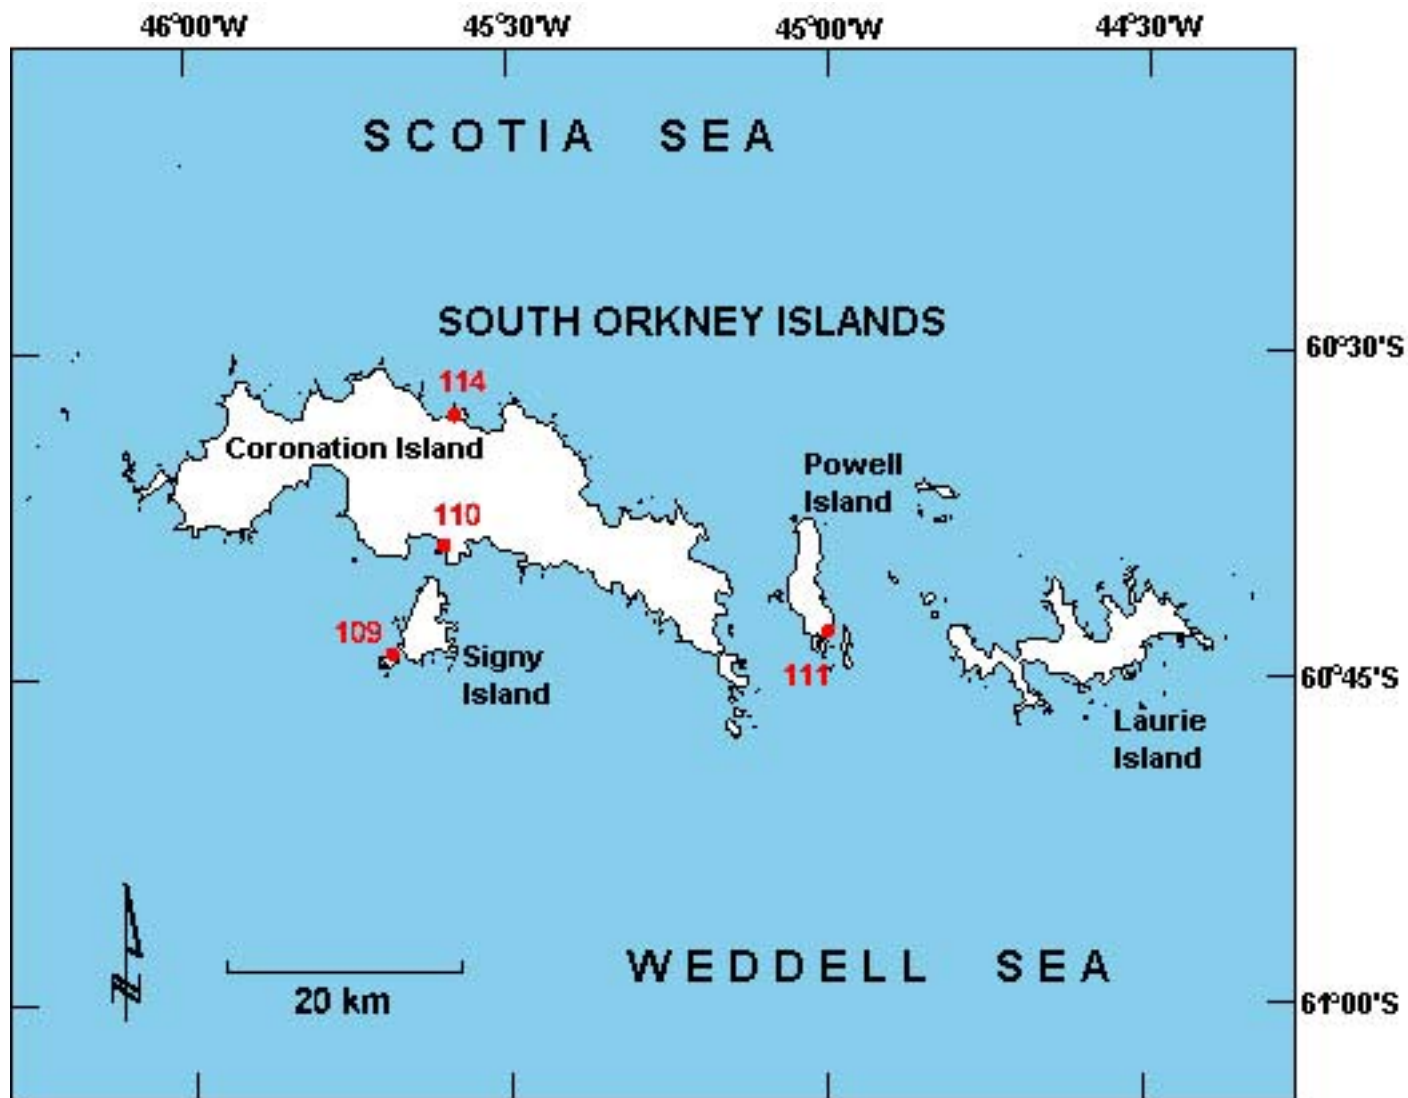 46°00'W 45°30'W 45°00'W 44°30'W
SCOTIA SEA
SOUTH ORKNEY ISLANDS
60°30'S
114
Coronation Island
Powell
Island
110
109
Signy
Island
111
60°45'S
Laurie
Island
WEDDELL SEA
20 km
61°00'S
N